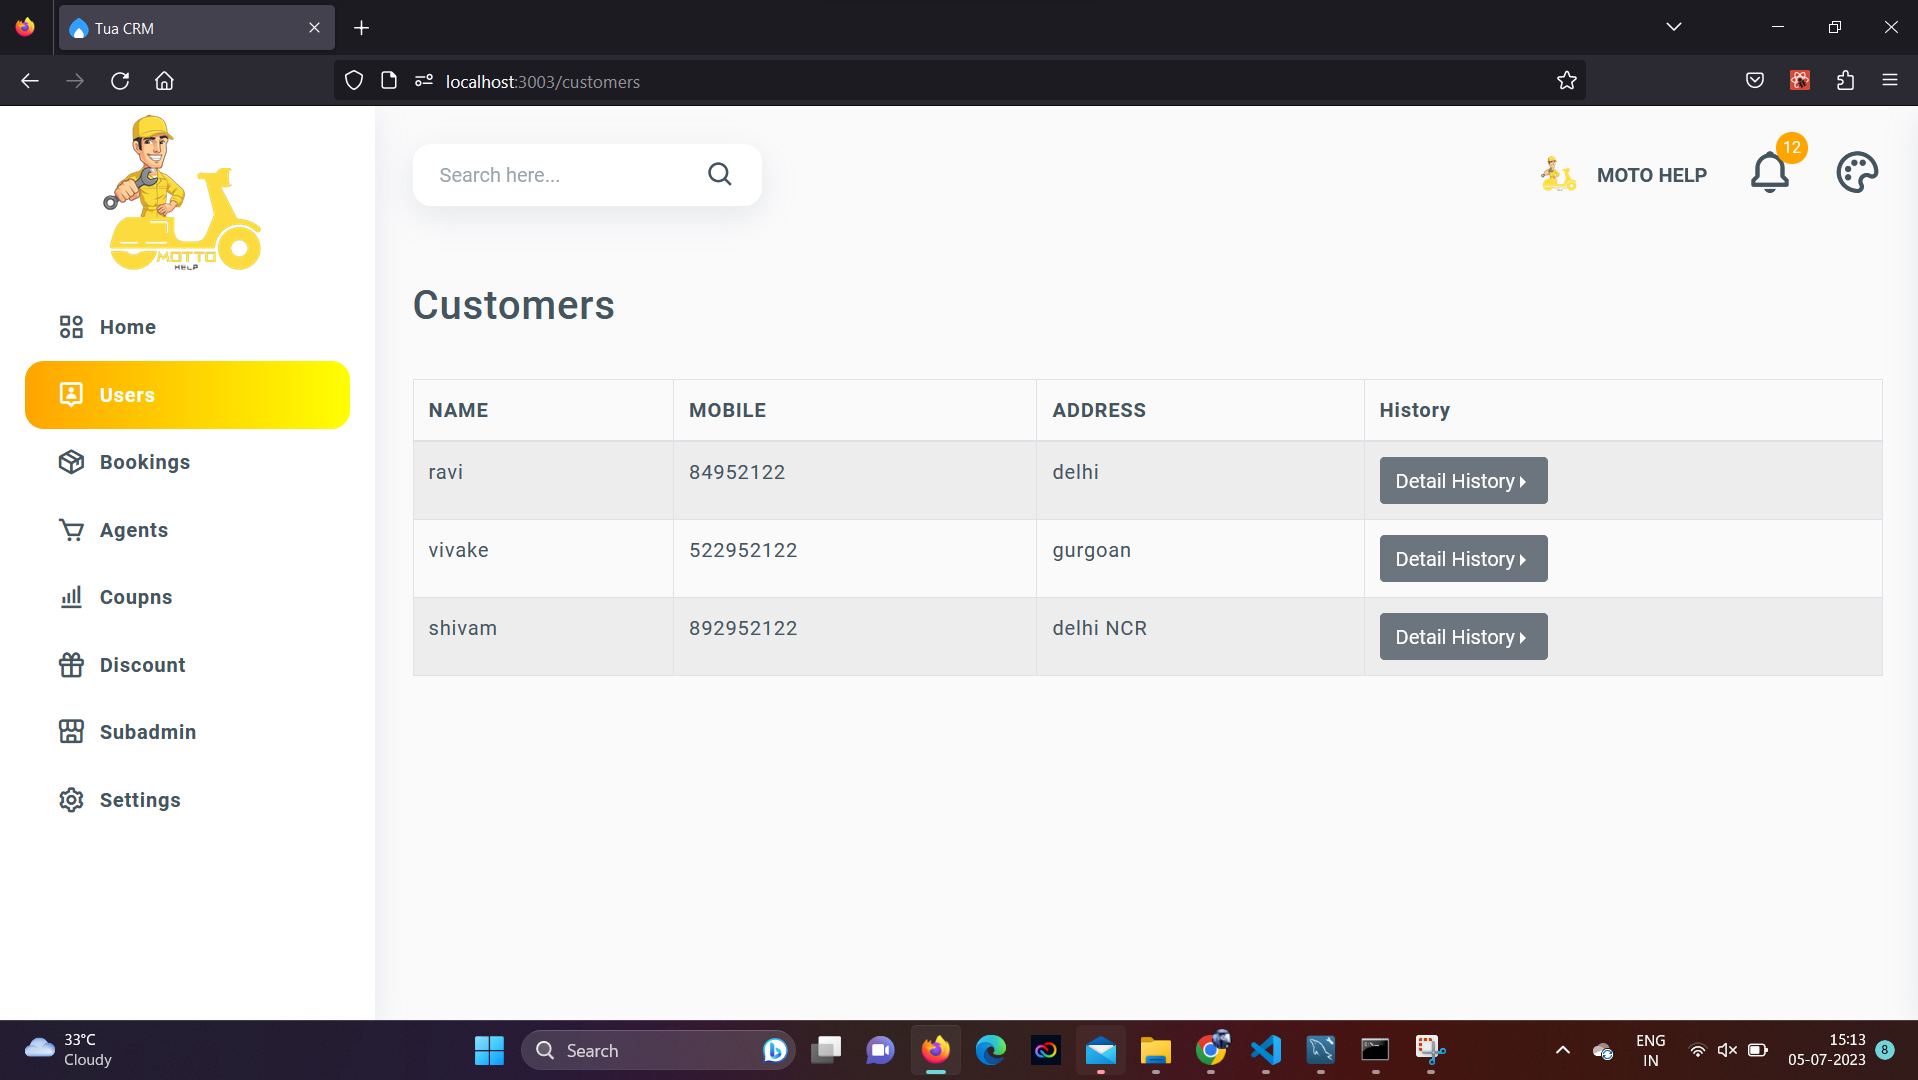 Tua CRM
localhost:3003/customers
MOTTO
HELP
Search here...
MOTO HELP
12
Home
Users
Bookings
Agents
Coupns
Discount
Subadmin
Settings
Customers
NAME MOBILE ADDRESS History
ravi 84952122 delhi Detail History
vivake 522952122 gurgoan Detail History
shivam 892952122 delhi NCR Detail History
33°C
Cloudy
Search
ENG
IN
15:13
05-07-2023
8